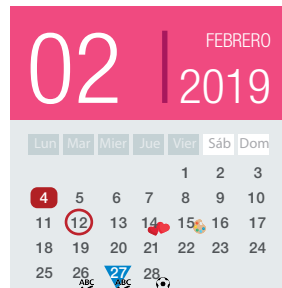 02
FEBRERO
2019
Lun Mar Mier Jue Vier Sáb Dom
1 2 3
4 5 6 7 8 9 10
11 12 13 14 15 16 17
18 19 20 21 22 23 24
25 26 27 28
ABC ABC